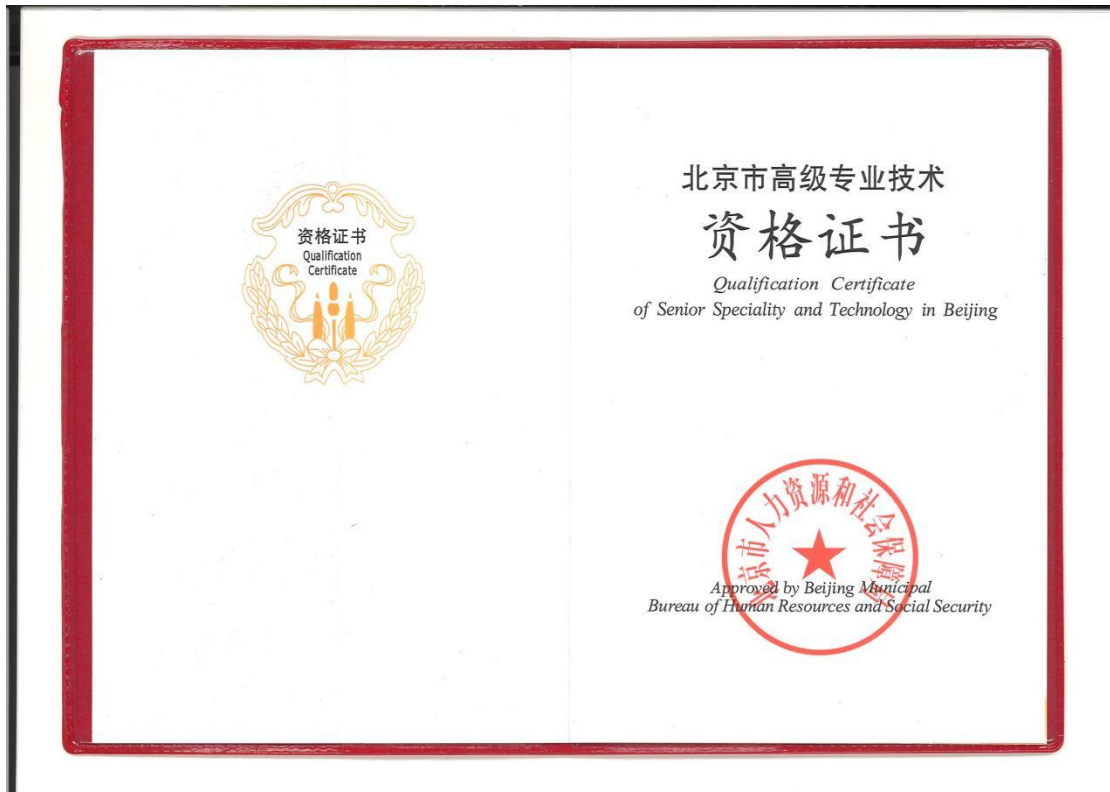 资格证书
Qualification
Certificate
北京市高级专业技术
资格证书
Qualification Certificate
of Senior Speciality and Technology in Beijing
北京市人力资源和社会保障局
Approved by Beijing Municipal
Bureau of Human Resources and Social Security